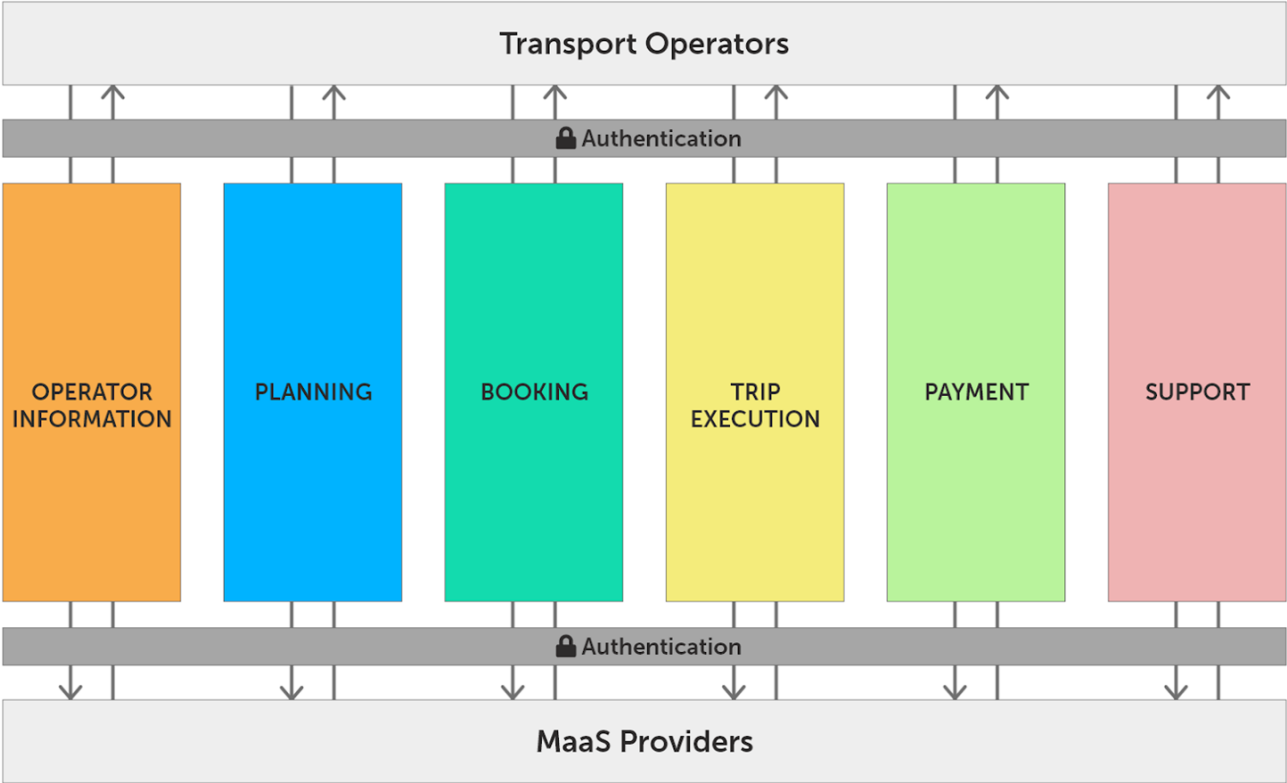 Transport Operators
Authentication
OPERATOR
INFORMATION
PLANNING
BOOKING
TRIP
EXECUTION
PAYMENT
SUPPORT
Authentication
MaaS Providers